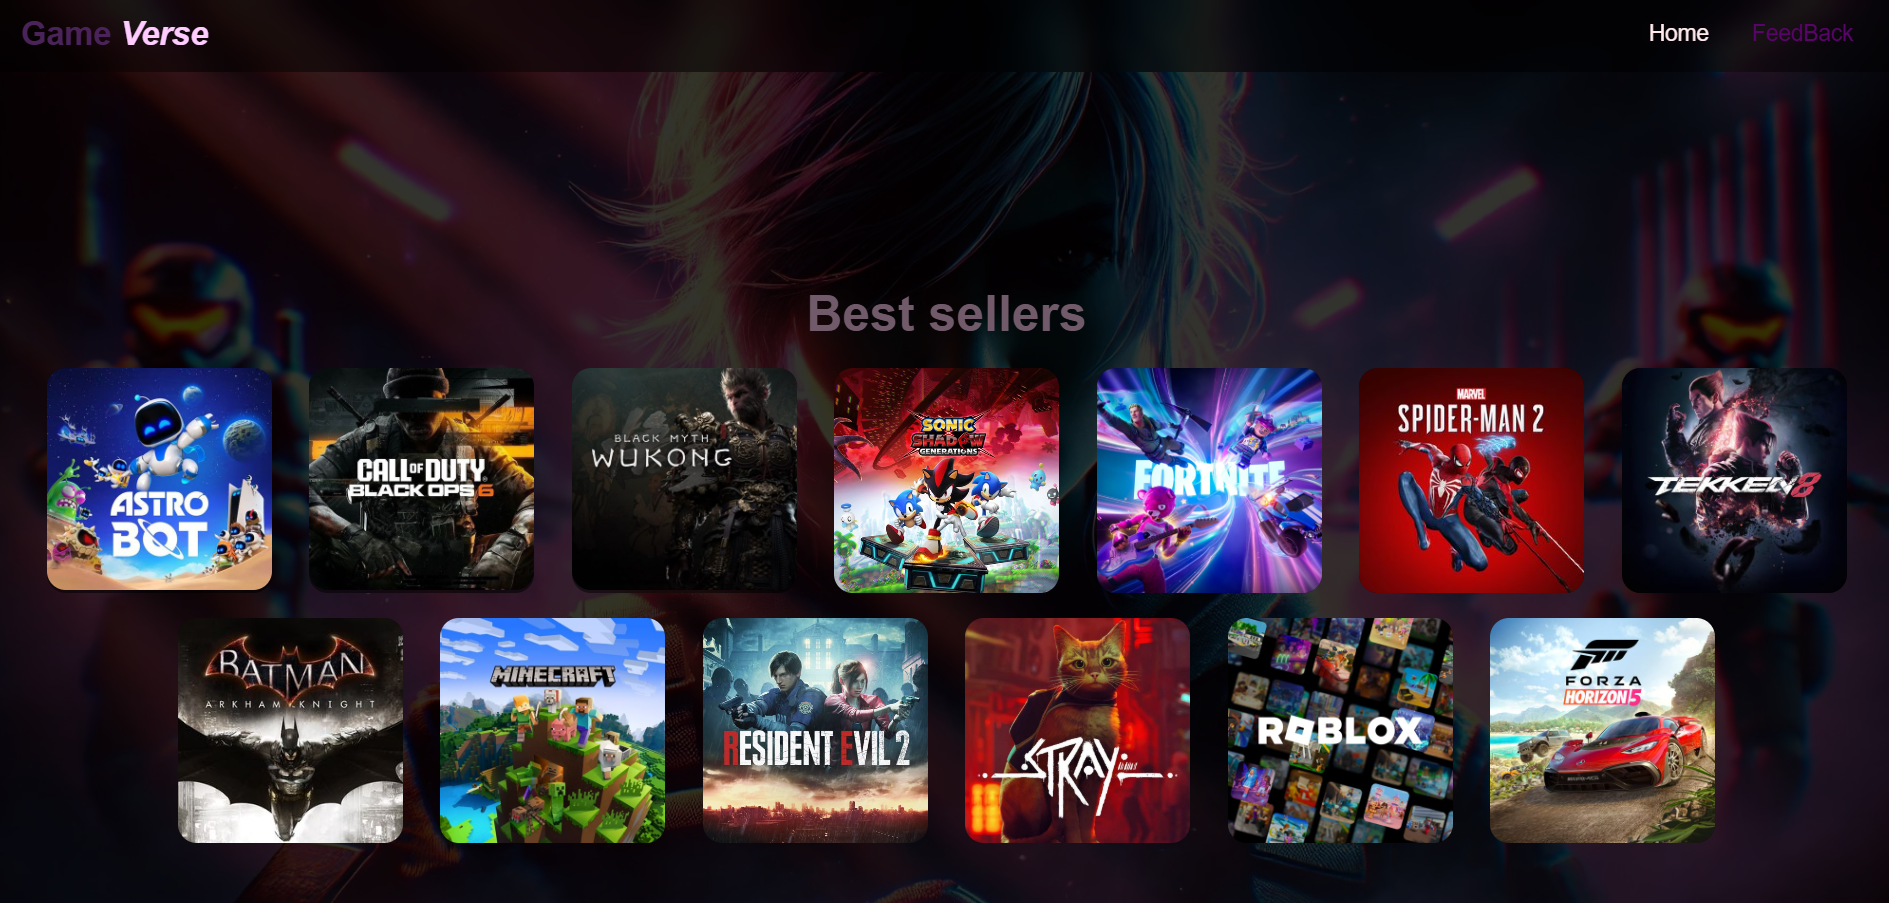 Game Verse
Home
FeedBack
Best sellers
ASTRO
BOT
CALL OF DUTY
BLACK OPS 6
BLACK MYTH
WUKONG
SONIC
SHADOW
GENERATIONS
FORTNITE
MARVEL
SPIDER-MAN 2
TEKKEN 8
BATMAN
ARKHAM KNIGHT
MINECRAFT
RESIDENT EVIL 2
STRAY
ROBLOX
FORZA
HORIZON 5